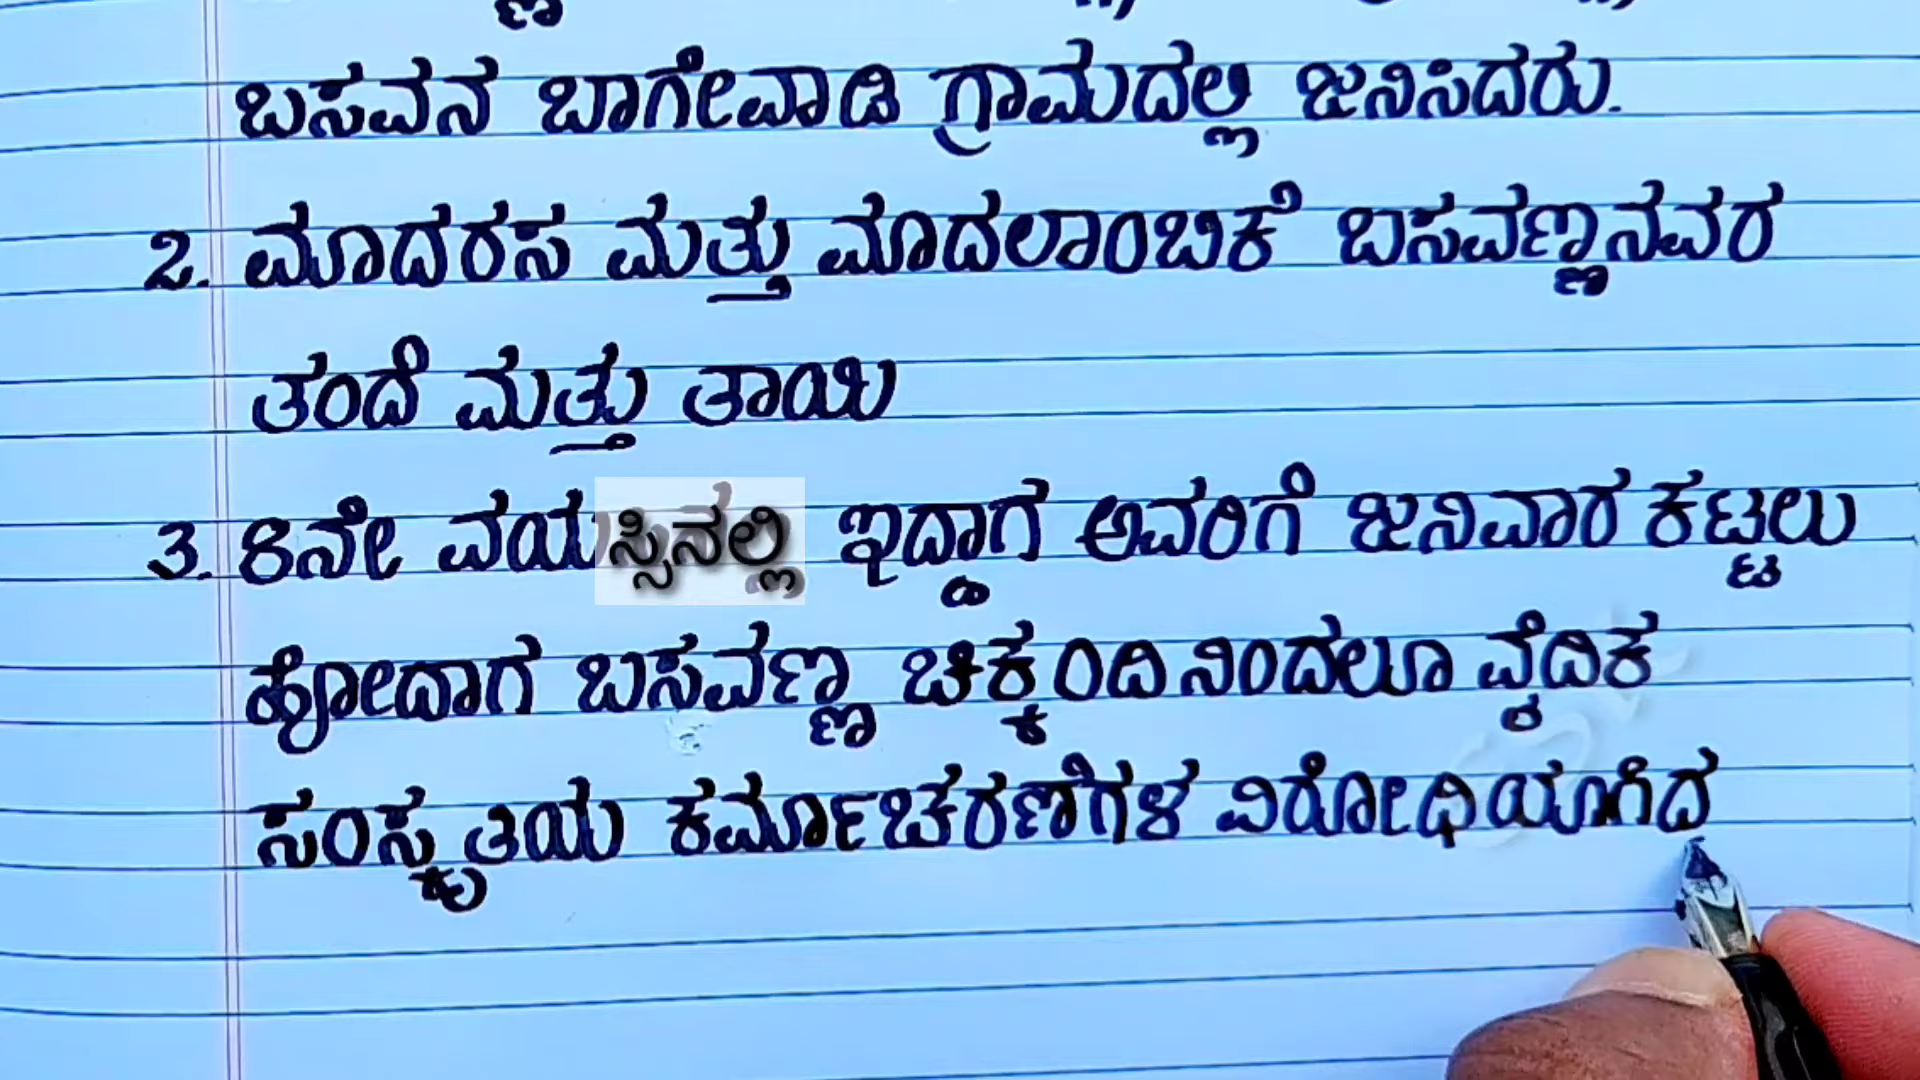 ಬಸವನ ಬಾಗೇವಾಡಿ ಗ್ರಾಮದಲ್ಲಿ ಜನಿಸಿದರು.
2. ಮಾದರಸ ಮತ್ತು ಮಾದಲಾಂಬಿಕೆ ಬಸವಣ್ಣನವರ
ತಂದೆ ಮತ್ತು ತಾಯಿ
3. 8ನೇ ವಯಸ್ಸಿನಲ್ಲಿ ಇದ್ದಾಗ ಅವರಿಗೆ ಜನಿವಾರ ಕಟ್ಟಲು
ಹೋದಾಗ ಬಸವಣ್ಣ ಚಿಕ್ಕಂದಿನಿಂದಲೂ ವೈದಿಕ
ಸಂಸ್ಕೃತಿಯ ಕರ್ಮಾಚರಣೆಗಳ ವಿರೋಧಿಯಾಗಿದ